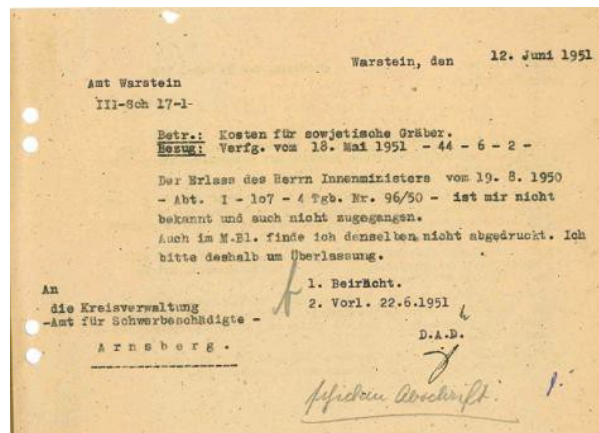 Warstein, den 12. Juni 1951
Amt Warstein
III-Sch 17-1-
Betr.: Kosten für sowjetische Gräber.
Bezug: Verfg. vom 18. Mai 1951 - 44 - 6 - 2 -
Der Erlass des Herrn Innenministers vom 19. 8. 1950
- Abt. I - 107 - 4 Tgb. Nr. 96/50 - ist mir nicht
bekannt und auch nicht zugegangen.
Auch im M.Bl. finde ich denselben nicht abgedruckt. Ich
bitte deshalb um Überlassung.
1. Beirächt.
2. Vorl. 22.6.1951
An
die Kreisverwaltung
-Amt für Schwerbeschädigte -
Arnsberg.
D.A.D.
Abschrift.